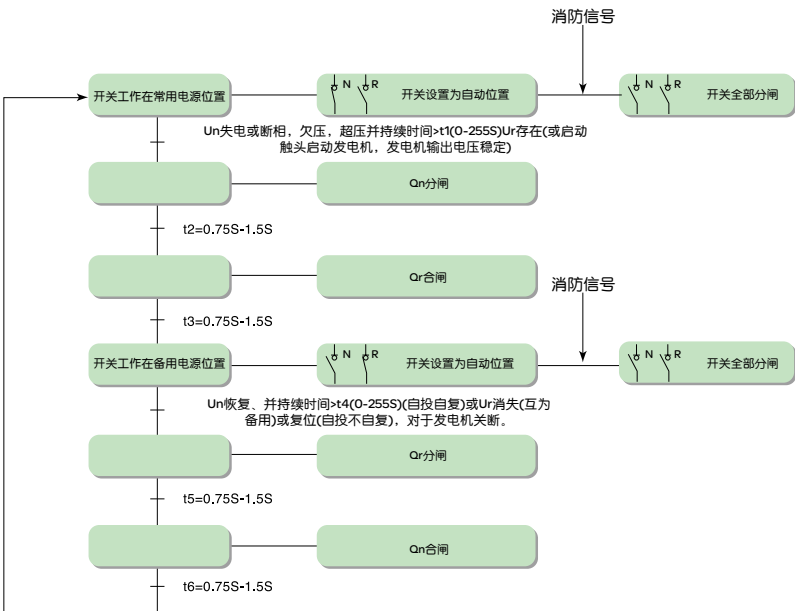 消防信号
开关工作在常用电源位置
N R
开关设置为自动位置
N R
开关全部分闸
Un失电或断相，欠压，超压并持续时间>t1(0-255S)Ur存在(或启动
触头启动发电机，发电机输出电压稳定)
Qn分闸
t2=0.75S-1.5S
Qr合闸
消防信号
t3=0.75S-1.5S
开关工作在备用电源位置
N R
开关设置为自动位置
N R
开关全部分闸
Un恢复、并持续时间>t4(0-255S)(自投自复)或Ur消失(互为
备用)或复位(自投不自复)，对于发电机关断。
Qr分闸
t5=0.75S-1.5S
Qn合闸
t6=0.75S-1.5S